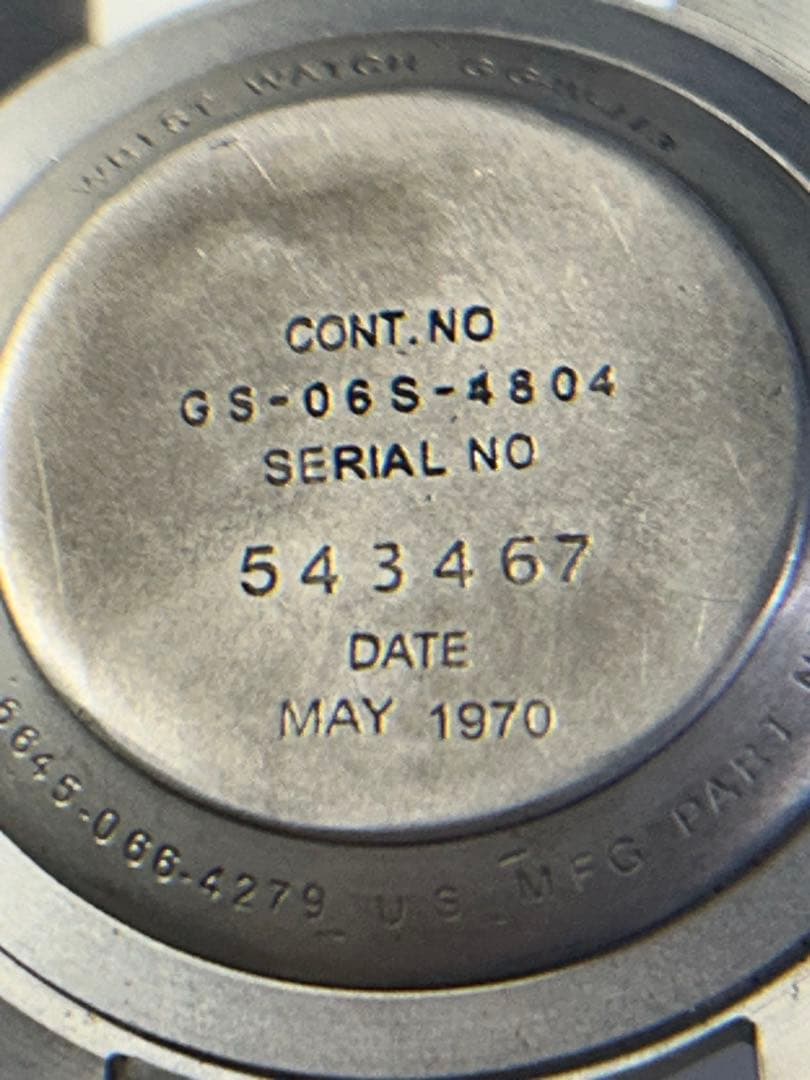 WRIST WATCH
CONT.NO
GS-06S-4804
SERIAL NO
543467
DATE
MAY 1970
6645-066-4279 US MFG PART